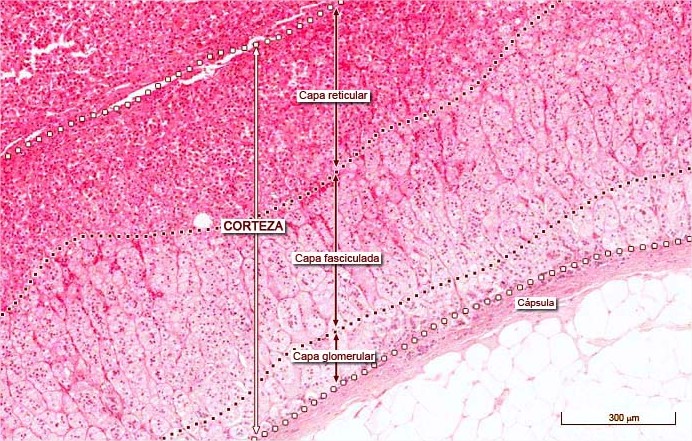 Capa reticular
CORTEZA
Capa fasciculada
Cápsula
Capa glomerular
300 µm